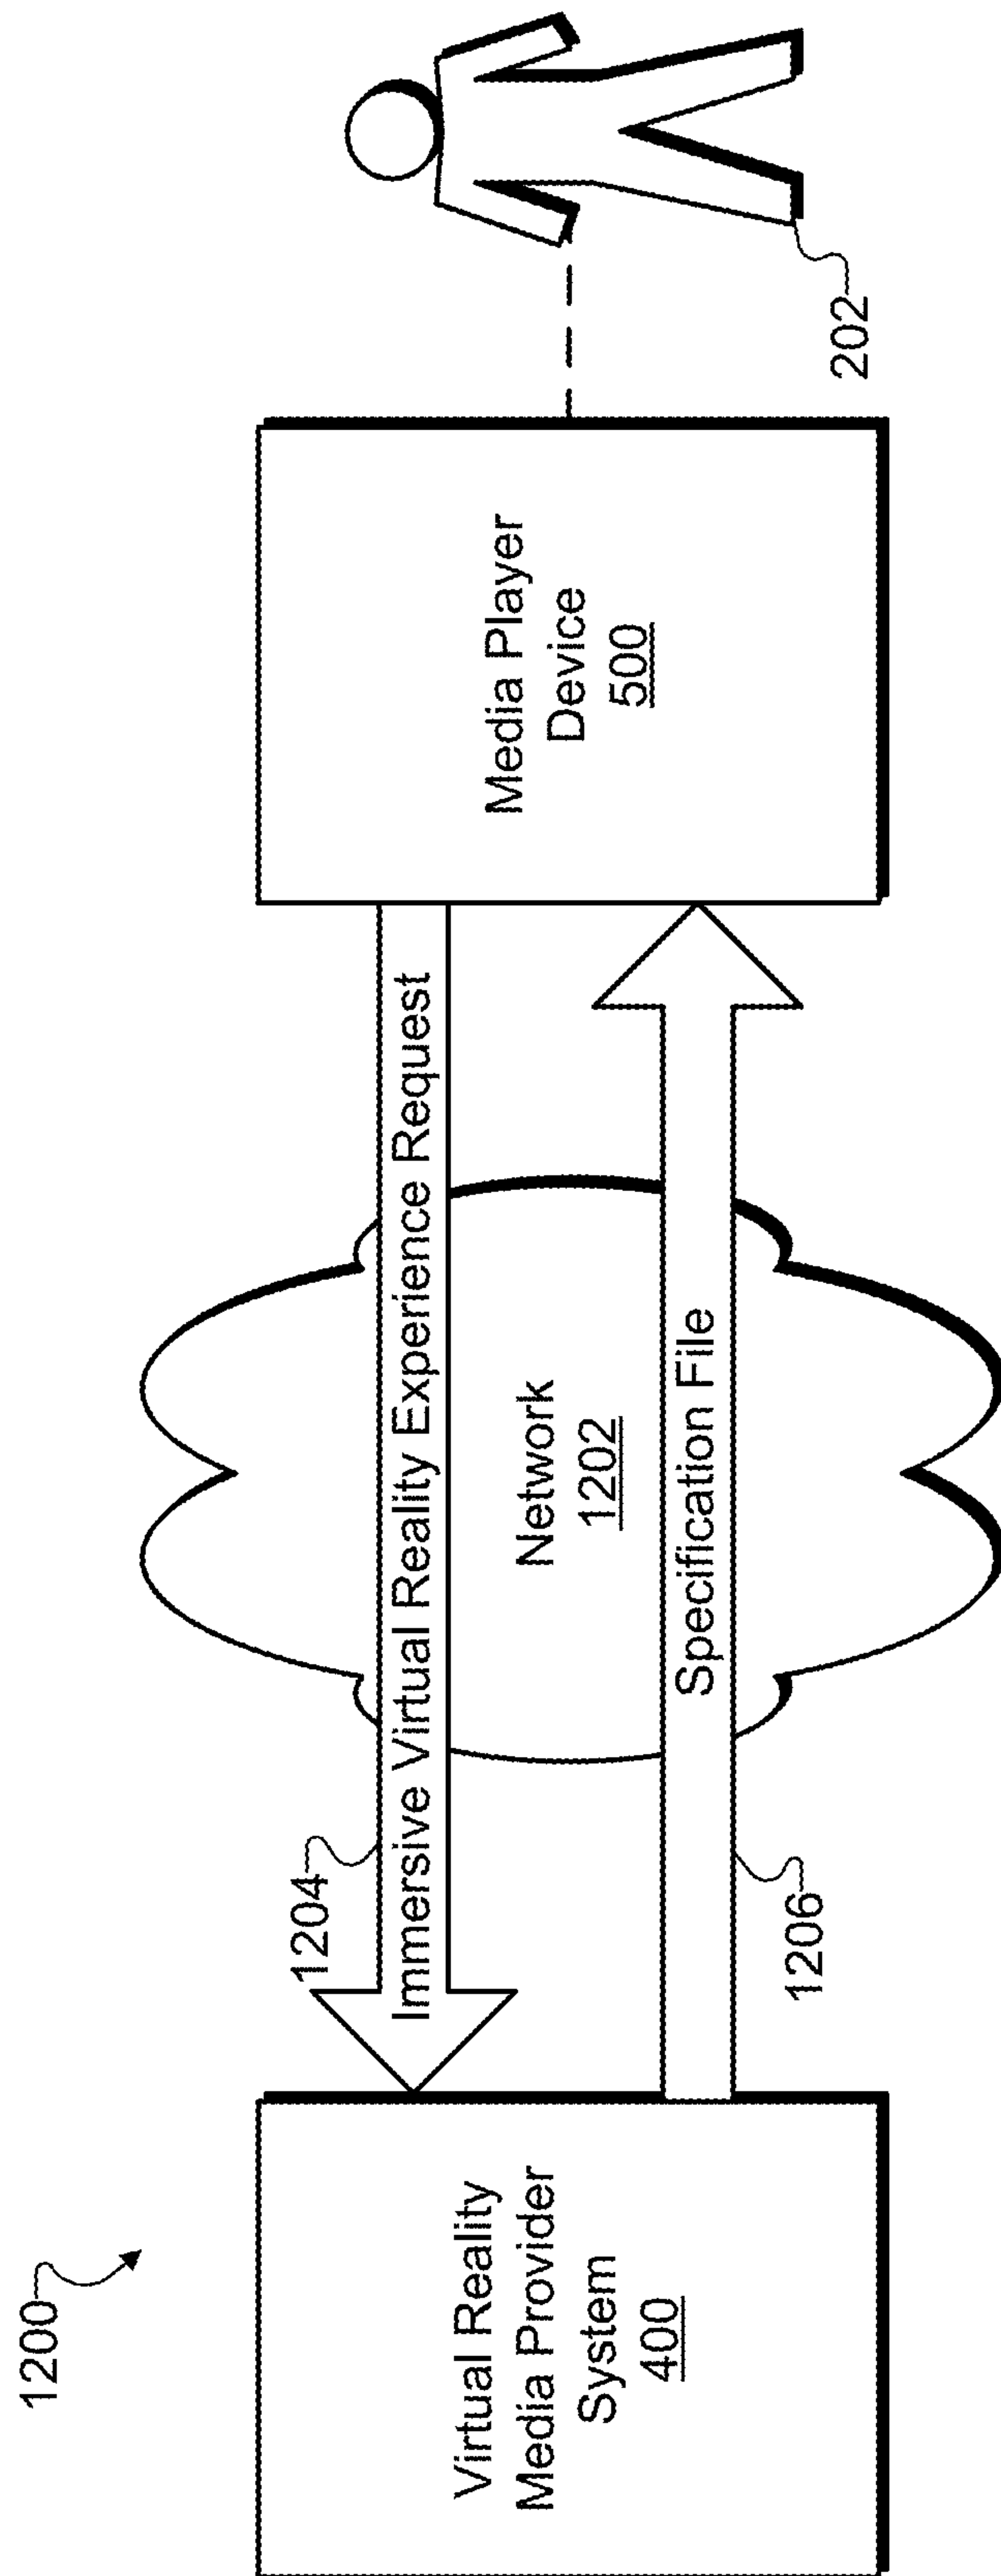 1200
Virtual Reality
Media Provider
System
400
1204
Immersive Virtual Reality Experience Request
Network
1202
Specification File
1206
Media Player
Device
500
202